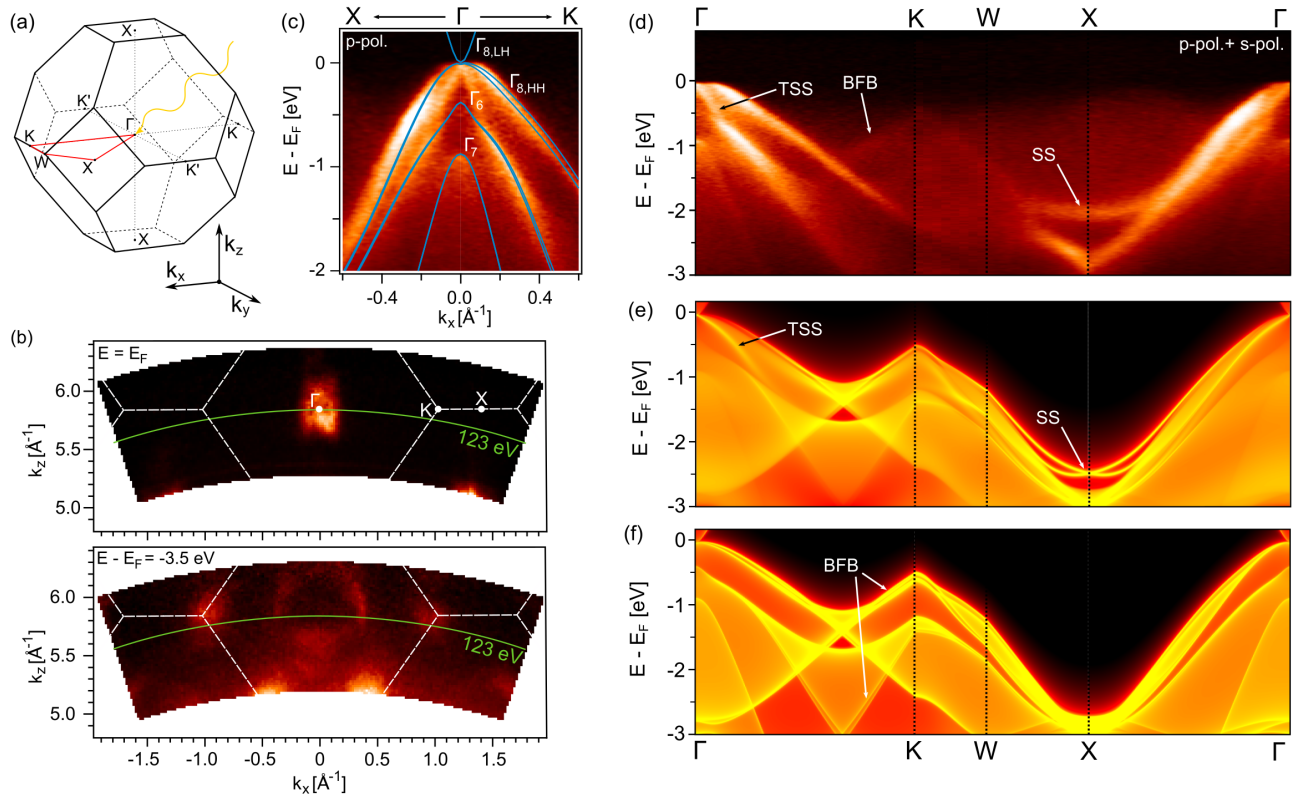 (a)
X
K'
Γ
K
K
W
X
K'
X
k_z
k_x
k_y
(b)
E = E_F
Γ
K
X
123 eV
k_z [Å⁻¹]
6.0
5.5
5.0
E - E_F = -3.5 eV
123 eV
k_z [Å⁻¹]
6.0
5.5
5.0
-1.5 -1.0 -0.5 0 0.5 1.0 1.5
k_x [Å⁻¹]
(c)
X ← Γ → K
p-pol.
Γ_8,LH
Γ_8,HH
Γ_6
Γ_7
E - E_F [eV]
0
-1
-2
-0.4 0.0 0.4
k_x [Å⁻¹]
(d)
Γ K W X Γ
p-pol.+ s-pol.
TSS
BFB
SS
E - E_F [eV]
0
-1
-2
-3
(e)
TSS
SS
E - E_F [eV]
0
-1
-2
-3
(f)
BFB
E - E_F [eV]
0
-1
-2
-3
Γ K W X Γ